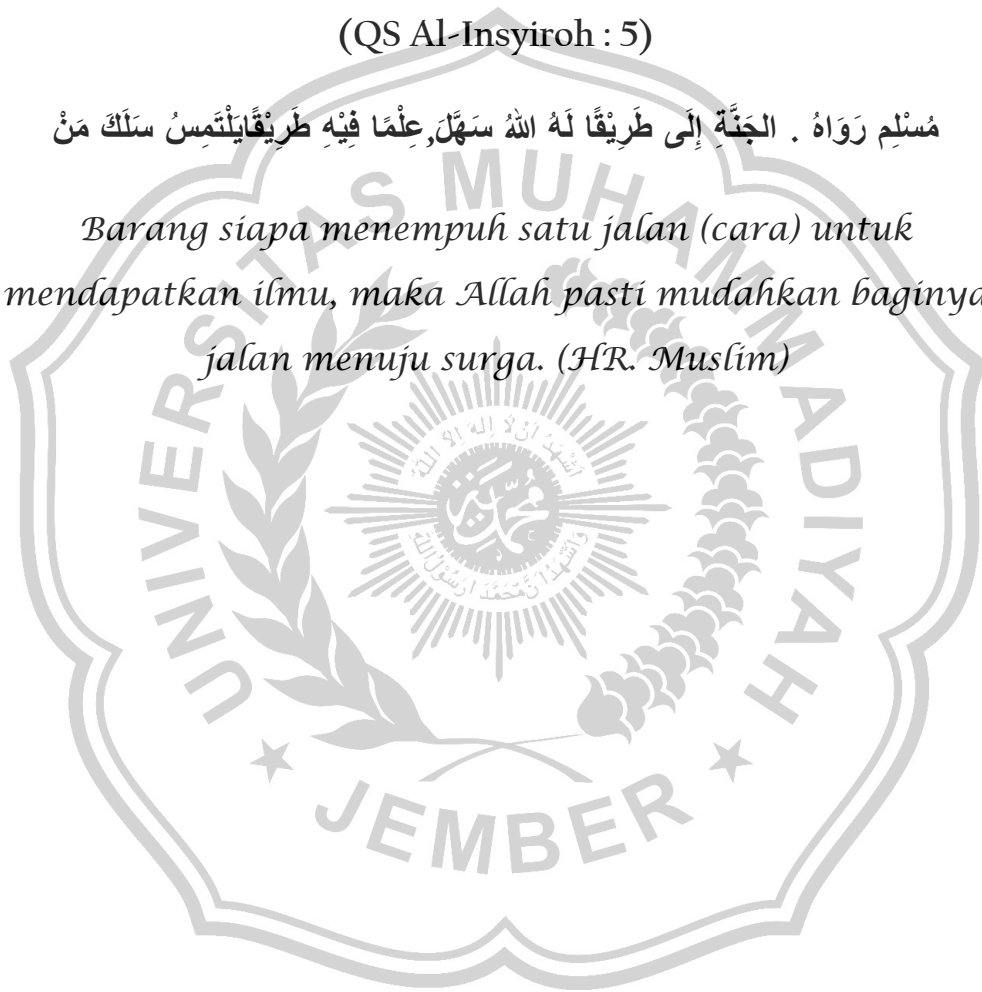 (QS Al-Insyiroh : 5)
مُسْلِم رَوَاهُ . الجَنَّةِ إِلَى طَرِيْقًا لَهُ اللهُ سَهَّلَ,عِلْمًا فِيْهِ طَرِيْقًايَلْتَمِسُ سَلَكَ مَنْ
Barang siapa menempuh satu jalan (cara) untuk
mendapatkan ilmu, maka Allah pasti mudahkan baginya
jalan menuju surga. (HR. Muslim)
UNIVERSITAS MUHAMMADIYAH
JEMBER